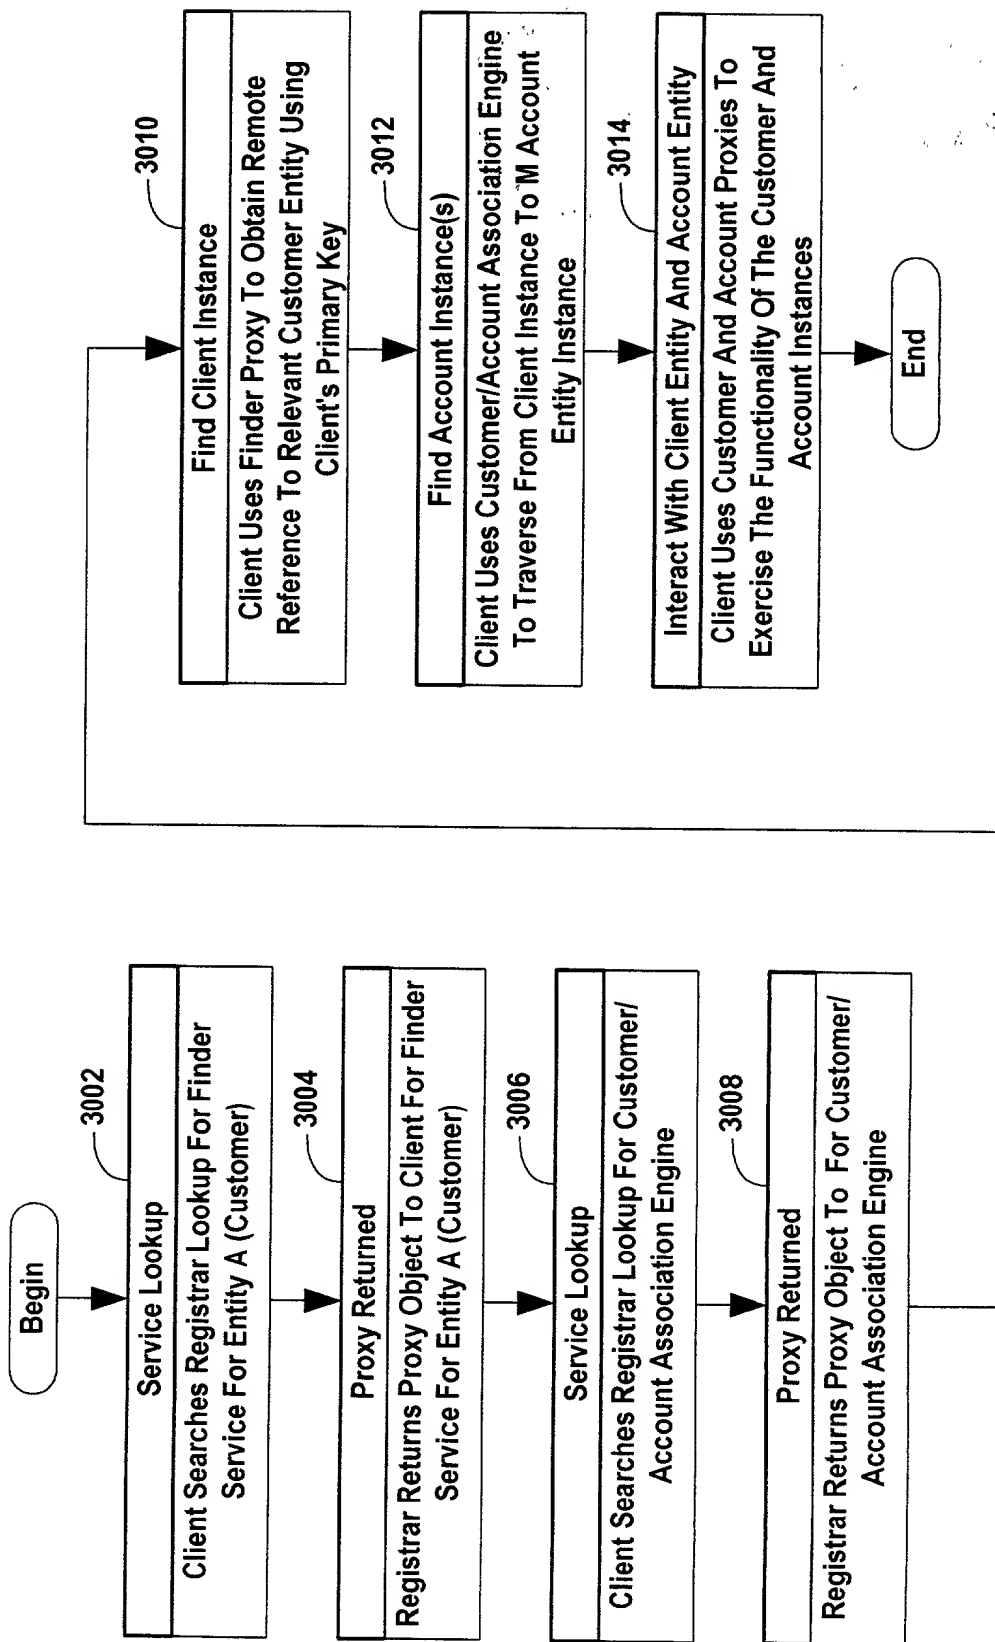 Begin
3002
Service Lookup
Client Searches Registrar Lookup For Finder
Service For Entity A (Customer)
3004
Proxy Returned
Registrar Returns Proxy Object To Client For Finder
Service For Entity A (Customer)
3006
Service Lookup
Client Searches Registrar Lookup For Customer/
Account Association Engine
3008
Proxy Returned
Registrar Returns Proxy Object To For Customer/
Account Association Engine
3010
Find Client Instance
Client Uses Finder Proxy To Obtain Remote
Reference To Relevant Customer Entity Using
Client's Primary Key
3012
Find Account Instance(s)
Client Uses Customer/Account Association Engine
To Traverse From Client Instance To M Account
Entity Instance
3014
Interact With Client Entity And Account Entity
Client Uses Customer And Account Proxies To
Exercise The Functionality Of The Customer And
Account Instances
End